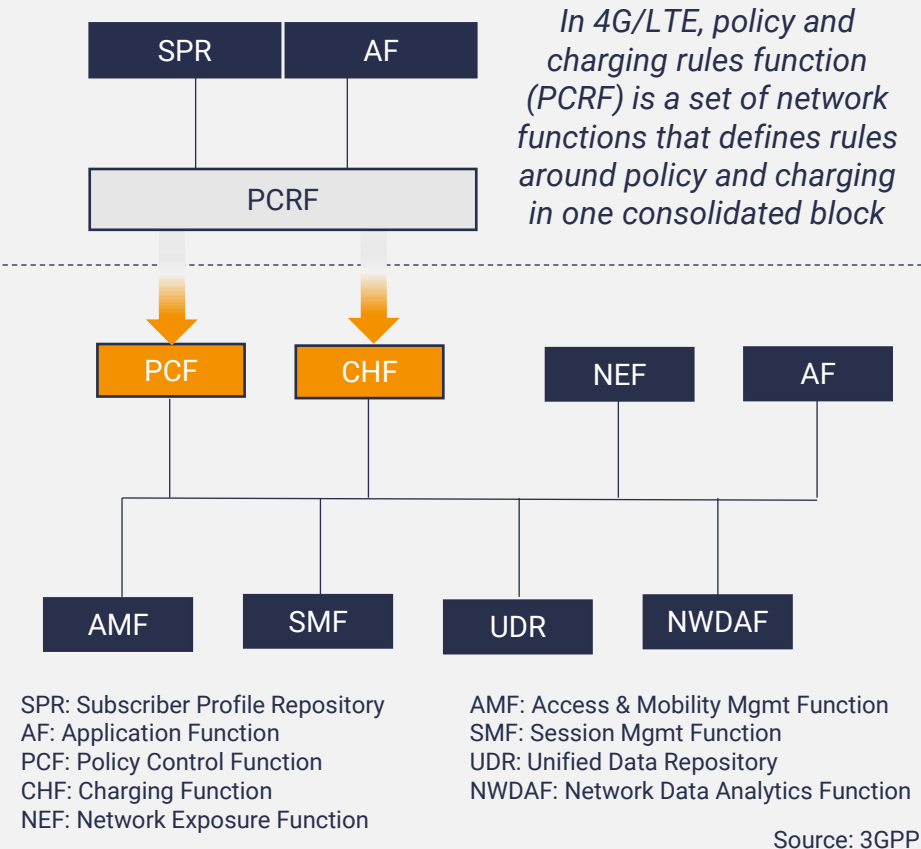 SPR
AF
In 4G/LTE, policy and
charging rules function
(PCRF) is a set of network
functions that defines rules
around policy and charging
in one consolidated block
PCRF
PCF
CHF
NEF
AF
AMF
SMF
UDR
NWDAF
SPR: Subscriber Profile Repository
AF: Application Function
PCF: Policy Control Function
CHF: Charging Function
NEF: Network Exposure Function
AMF: Access & Mobility Mgmt Function
SMF: Session Mgmt Function
UDR: Unified Data Repository
NWDAF: Network Data Analytics Function
Source: 3GPP